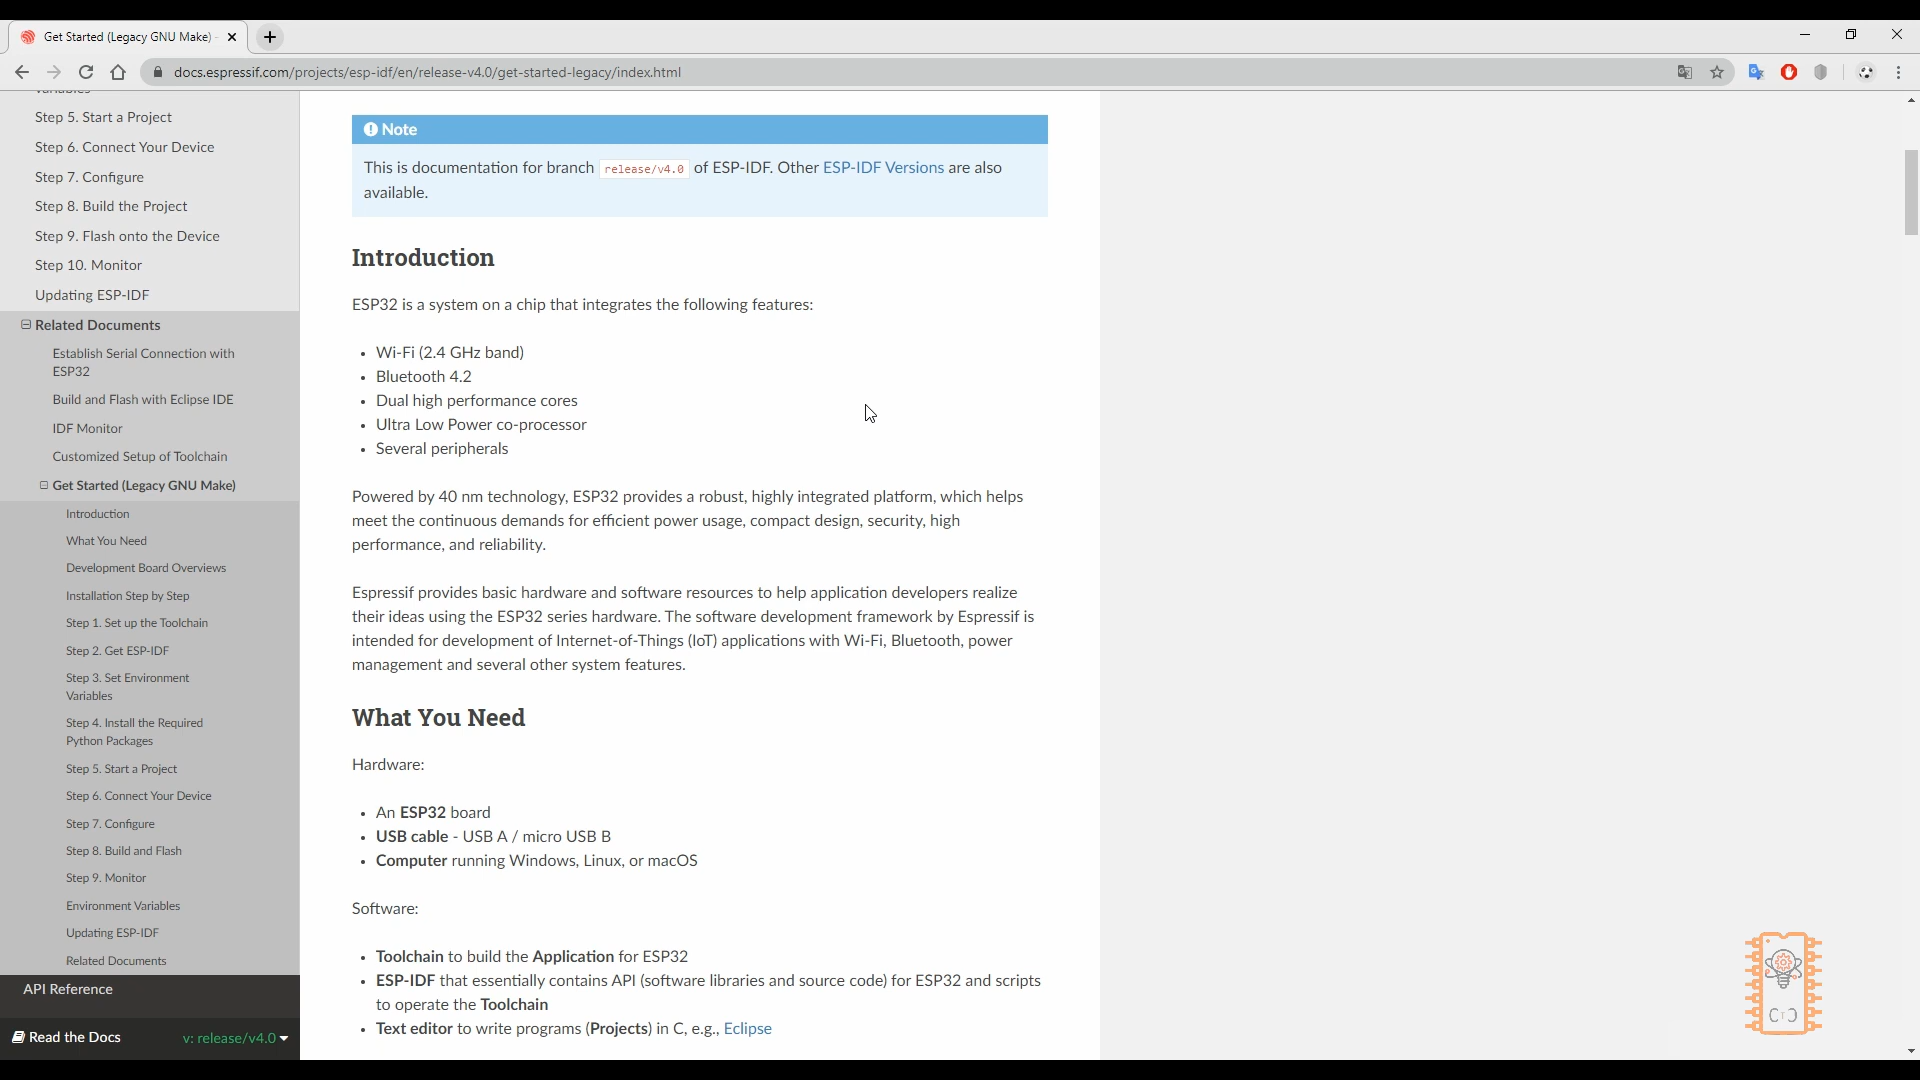 Get Started (Legacy GNU Make) -
docs.espressif.com/projects/esp-idf/en/release-v4.0/get-started-legacy/index.html
Variables
Step 5. Start a Project
Step 6. Connect Your Device
Step 7. Configure
Step 8. Build the Project
Step 9. Flash onto the Device
Step 10. Monitor
Updating ESP-IDF
Related Documents
Establish Serial Connection with
ESP32
Build and Flash with Eclipse IDE
IDF Monitor
Customized Setup of Toolchain
Get Started (Legacy GNU Make)
Introduction
What You Need
Development Board Overviews
Installation Step by Step
Step 1. Set up the Toolchain
Step 2. Get ESP-IDF
Step 3. Set Environment
Variables
Step 4. Install the Required
Python Packages
Step 5. Start a Project
Step 6. Connect Your Device
Step 7. Configure
Step 8. Build and Flash
Step 9. Monitor
Environment Variables
Updating ESP-IDF
Related Documents
API Reference
Read the Docs
v: release/v4.0
Note
This is documentation for branch release/v4.0 of ESP-IDF. Other ESP-IDF Versions are also
available.
Introduction
ESP32 is a system on a chip that integrates the following features:
• Wi-Fi (2.4 GHz band)
• Bluetooth 4.2
• Dual high performance cores
• Ultra Low Power co-processor
• Several peripherals
Powered by 40 nm technology, ESP32 provides a robust, highly integrated platform, which helps
meet the continuous demands for efficient power usage, compact design, security, high
performance, and reliability.
Espressif provides basic hardware and software resources to help application developers realize
their ideas using the ESP32 series hardware. The software development framework by Espressif is
intended for development of Internet-of-Things (IoT) applications with Wi-Fi, Bluetooth, power
management and several other system features.
What You Need
Hardware:
• An ESP32 board
• USB cable - USB A / micro USB B
• Computer running Windows, Linux, or macOS
Software:
• Toolchain to build the Application for ESP32
• ESP-IDF that essentially contains API (software libraries and source code) for ESP32 and scripts
to operate the Toolchain
• Text editor to write programs (Projects) in C, e.g., Eclipse